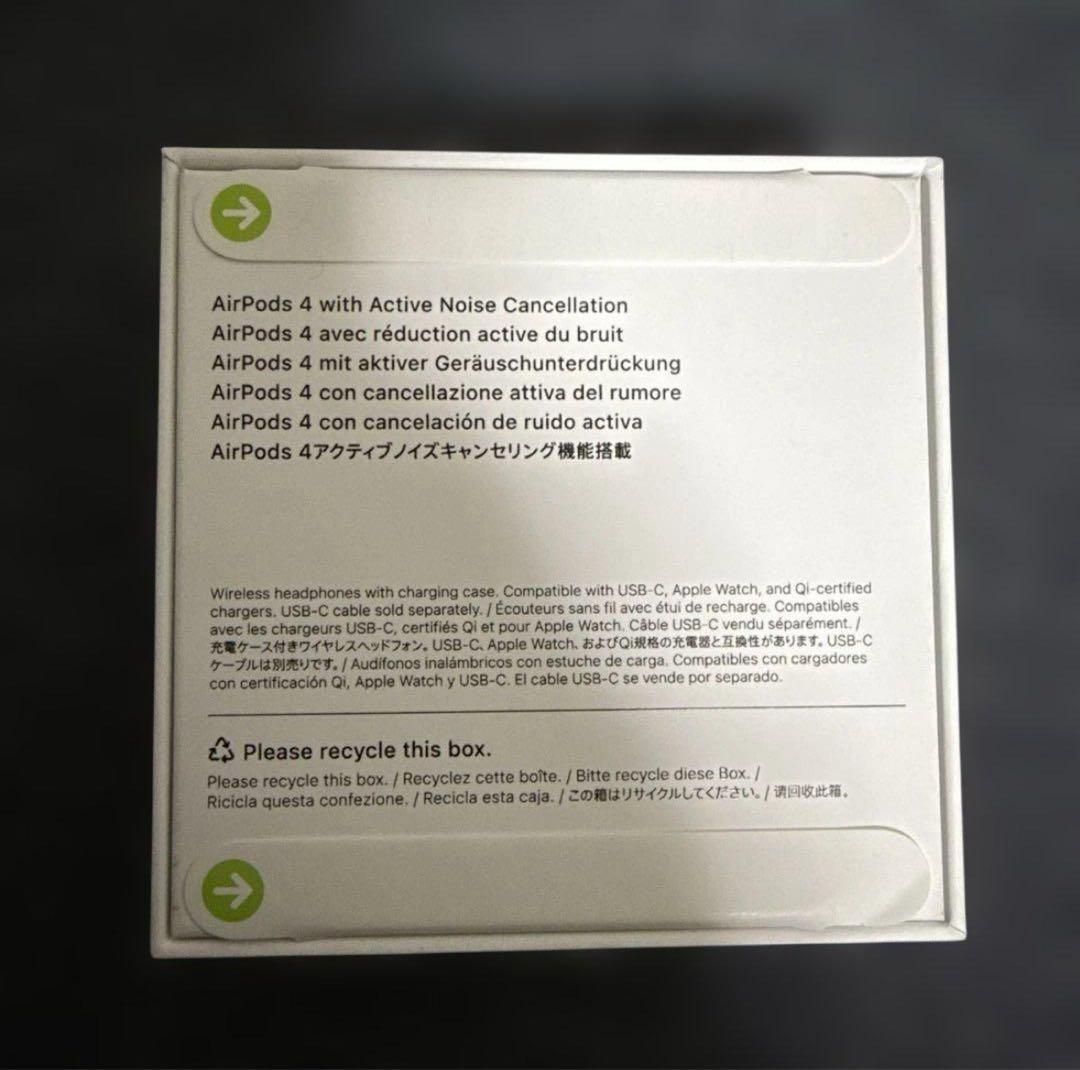 AirPods 4 with Active Noise Cancellation
AirPods 4 avec réduction active du bruit
AirPods 4 mit aktiver Geräuschunterdrückung
AirPods 4 con cancellazione attiva del rumore
AirPods 4 con cancelación de ruido activa
AirPods 4アクティブノイズキャンセリング機能搭載
Wireless headphones with charging case. Compatible with USB-C, Apple Watch, and Qi-certified
chargers. USB-C cable sold separately. / Écouteurs sans fil avec étui de recharge. Compatibles
avec les chargeurs USB-C, certifiés Qi et pour Apple Watch. Câble USB-C vendu séparément. /
充電ケース付きワイヤレスヘッドフォン。USB-C、Apple Watch、およびQi規格の充電器と互換性があります。USB-C
ケーブルは別売りです。/ Audífonos inalámbricos con estuche de carga. Compatibles con cargadores
con certificación Qi, Apple Watch y USB-C. El cable USB-C se vende por separado.
Please recycle this box.
Please recycle this box. / Recyclez cette boîte. / Bitte recycle diese Box. /
Ricicla questa confezione. / Recicla esta caja. / この箱はリサイクルしてください。/ 请回收此箱。